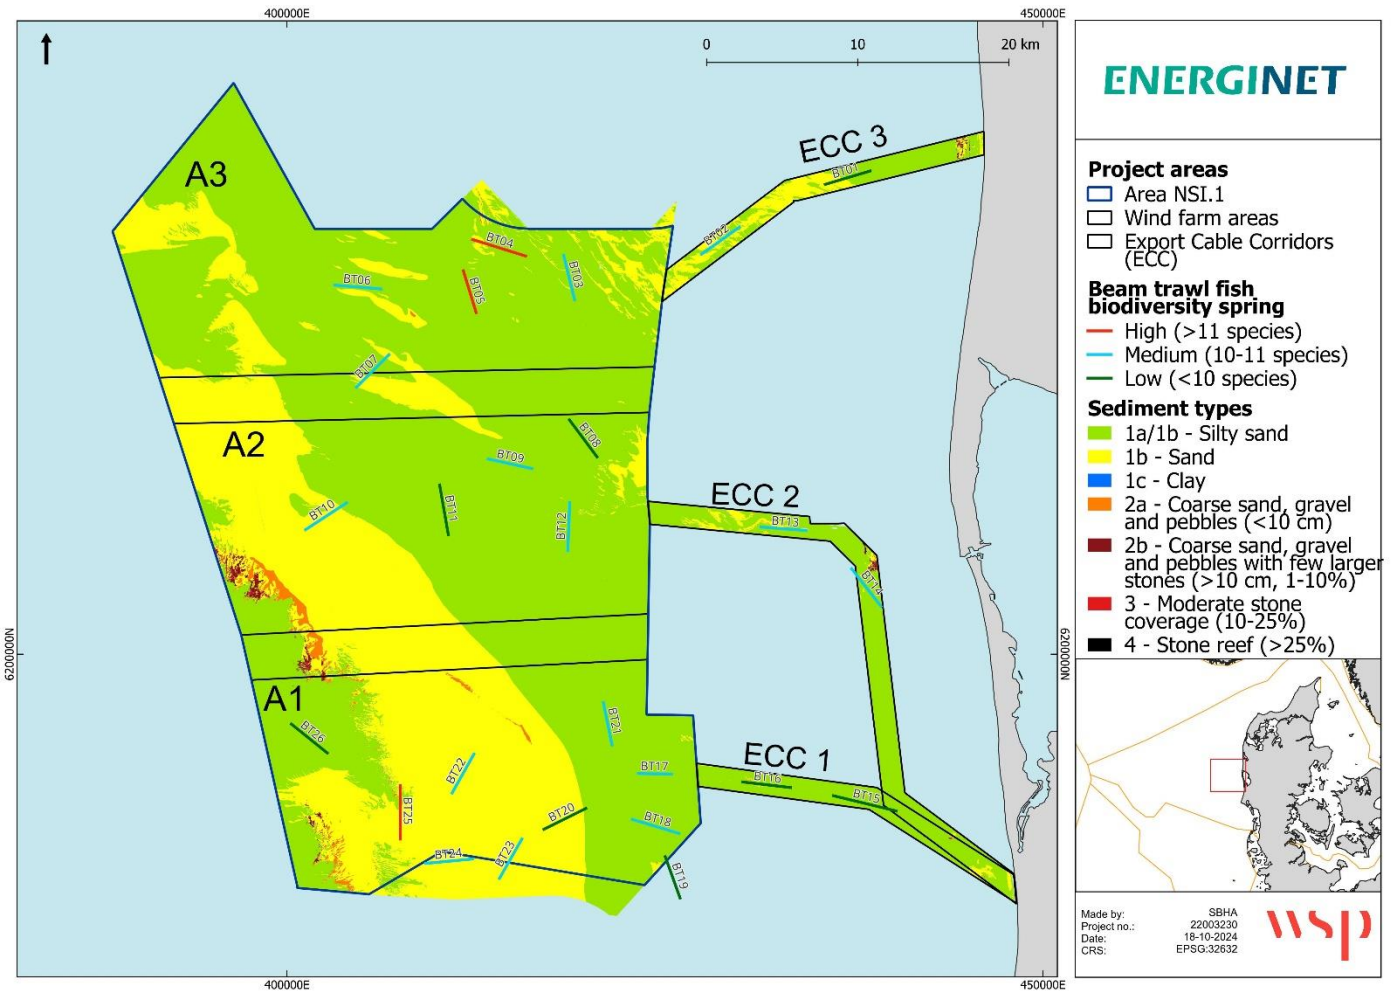 400000E
450000E
0 10 20 km
ECC 3
A3
BT01
BT02
BT04
BT03
BT05
BT06
BT07
A2
BT08
BT09
BT10
BT11
BT12
ECC 2
BT13
BT14
6200000N
6200000N
A1
BT26
BT21
ECC 1
BT22
BT17
BT16
BT15
BT25
BT20
BT18
BT24
BT23
BT19
400000E
450000E
ENERGINET
Project areas
Area NSI.1
Wind farm areas
Export Cable Corridors
(ECC)
Beam trawl fish
biodiversity spring
High (>11 species)
Medium (10-11 species)
Low (<10 species)
Sediment types
1a/1b - Silty sand
1b - Sand
1c - Clay
2a - Coarse sand, gravel
and pebbles (<10 cm)
2b - Coarse sand, gravel
and pebbles with few larger
stones (>10 cm, 1-10%)
3 - Moderate stone
coverage (10-25%)
4 - Stone reef (>25%)
Made by: SBHA
Project no.: 22003230
Date: 18-10-2024
CRS: EPSG:32632
wsp